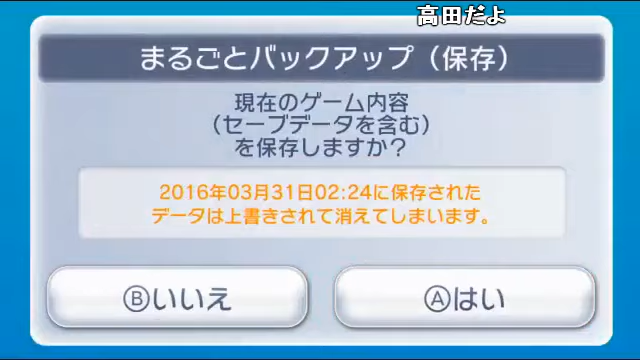 高田だよ
まるごとバックアップ（保存）
現在のゲーム内容
（セーブデータを含む）
を保存しますか？
2016年03月31日02:24に保存された
データは上書きされて消えてしまいます。
Ⓑいいえ
Ⓐはい